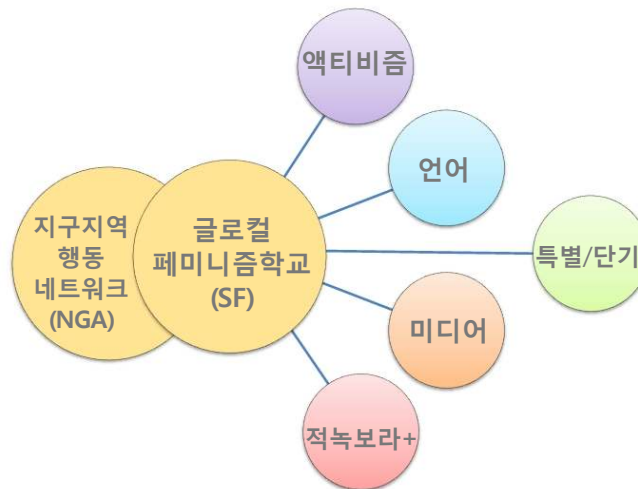 액티비즘
언어
지구지역
행동
네트워크
(NGA)
글로컬
페미니즘학교
(SF)
특별/단기
미디어
적녹보라+